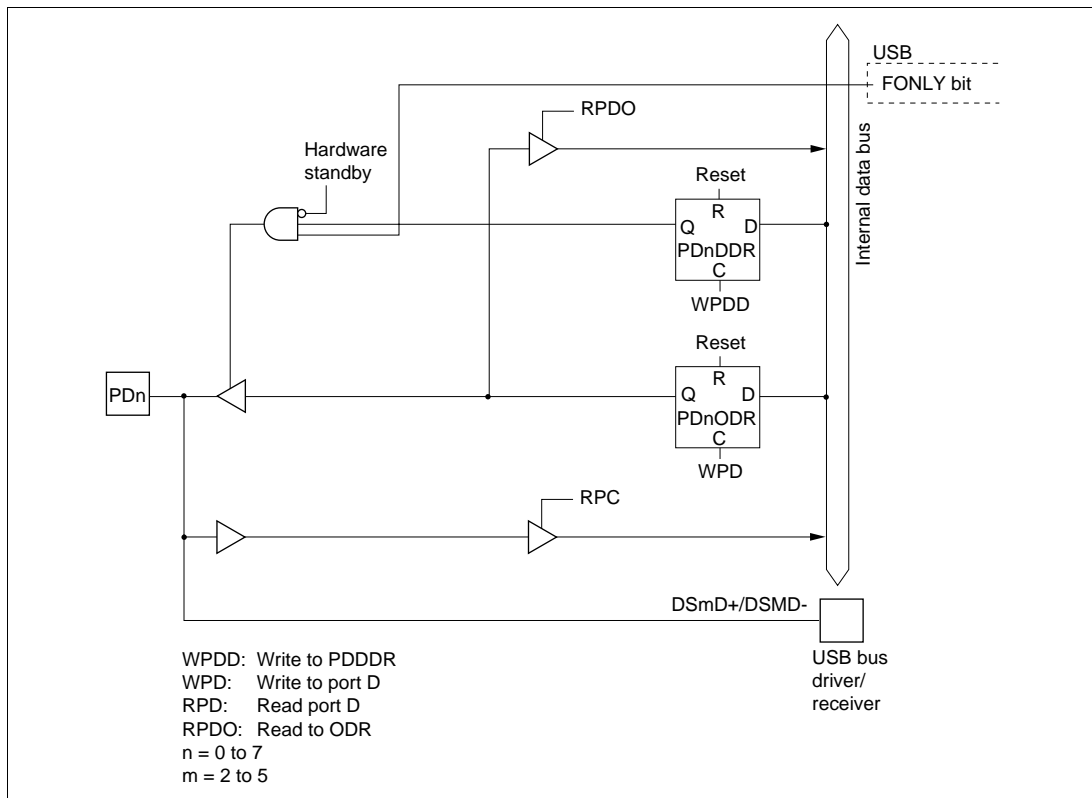 USB
FONLY bit
RPDO
Hardware
standby
Internal data bus
Reset
R
Q
D
PDnDDR
C
WPDD
Reset
R
PDn
Q
D
PDnODR
C
WPD
RPC
DSmD+/DSMD-
USB bus
driver/
receiver
WPDD: Write to PDDDR
WPD: Write to port D
RPD: Read port D
RPDO: Read to ODR
n = 0 to 7
m = 2 to 5